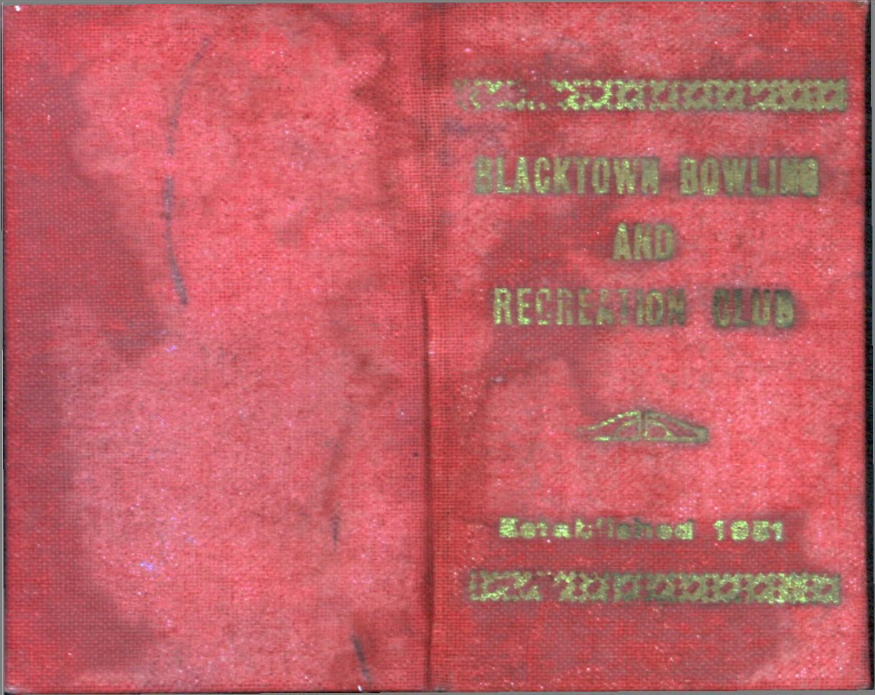 BLACKTOWN BOWLING
AND
RECREATION CLUB
Established 1951